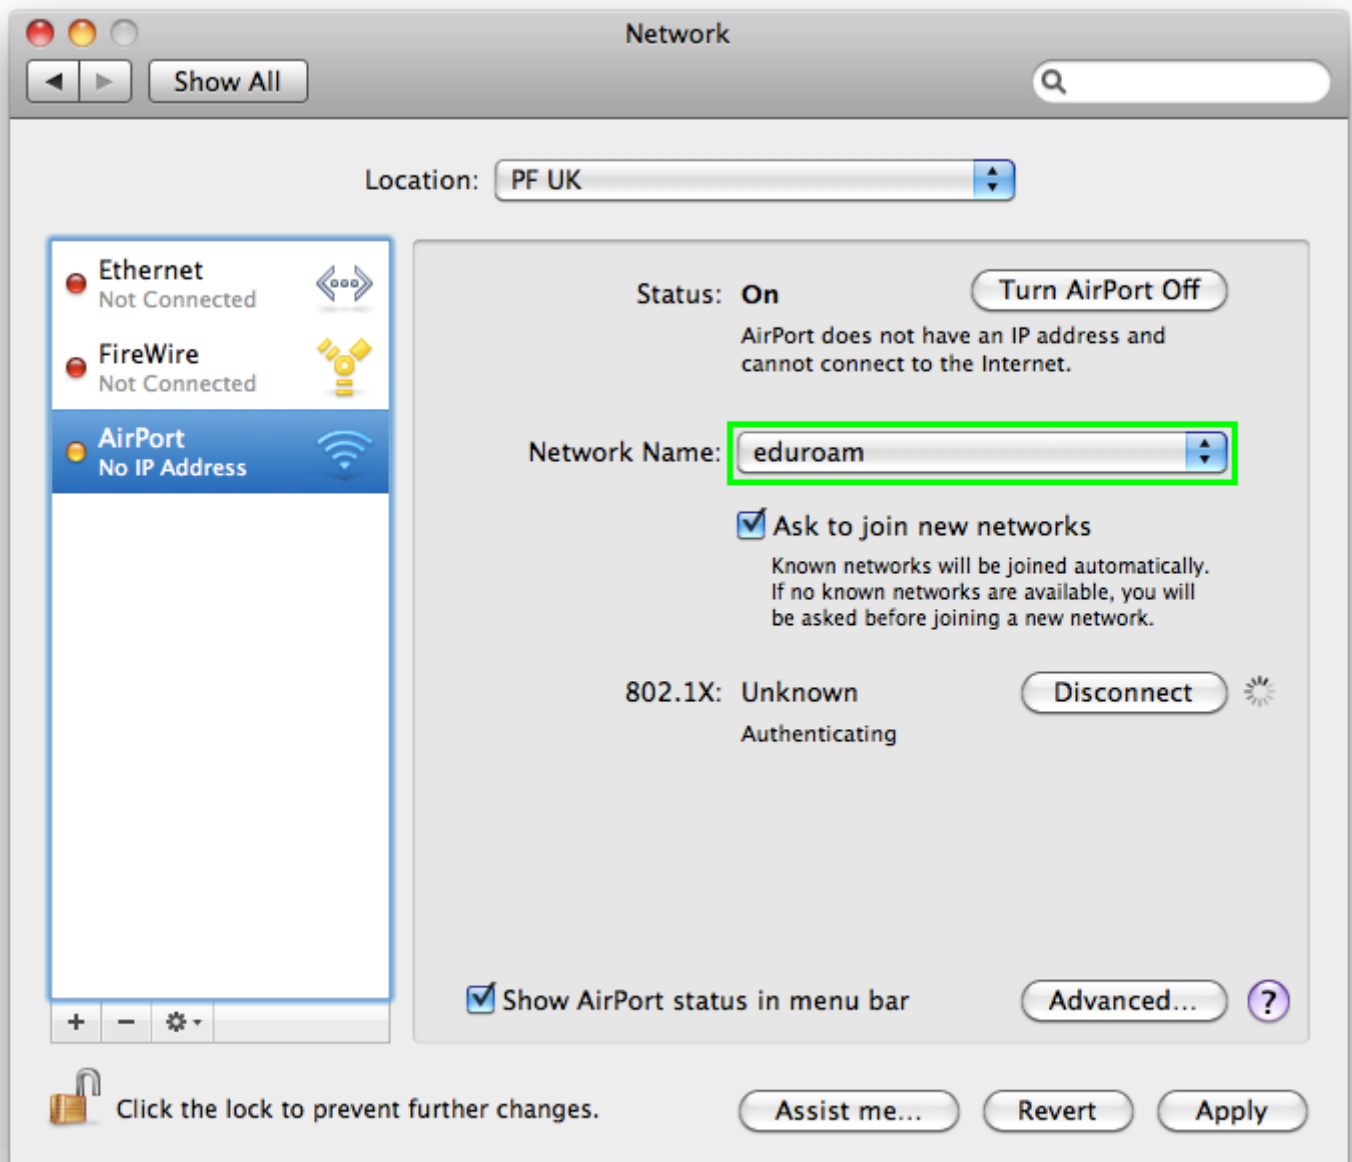 Network
Show All
Location: PF UK
Ethernet
Not Connected
FireWire
Not Connected
AirPort
No IP Address
Status: On
Turn AirPort Off
AirPort does not have an IP address and
cannot connect to the Internet.
Network Name: eduroam
Ask to join new networks
Known networks will be joined automatically.
If no known networks are available, you will
be asked before joining a new network.
802.1X: Unknown
Disconnect
Authenticating
Show AirPort status in menu bar
Advanced...
?
Click the lock to prevent further changes.
Assist me...
Revert
Apply